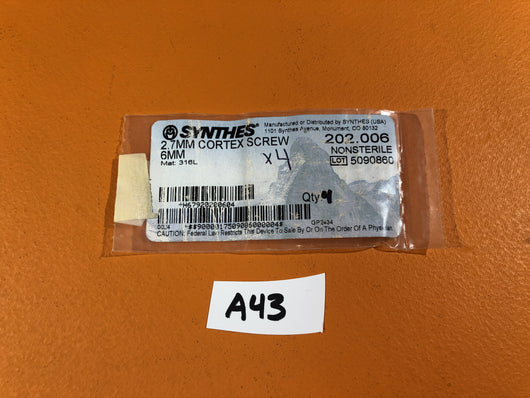 SYNTHES®
Manufactured or Distributed by SYNTHES (USA)
1101 Synthes Avenue, Monument, CO 80132
2.7MM CORTEX SCREW
202.006
6MM
x4
NONSTERILE
Mat: 316L
LOT 5090860
Qty 4
*H67920200604
GP2434
CAUTION: Federal Law Restricts This Device To Sale By Or On The Order Of A Physician
A43